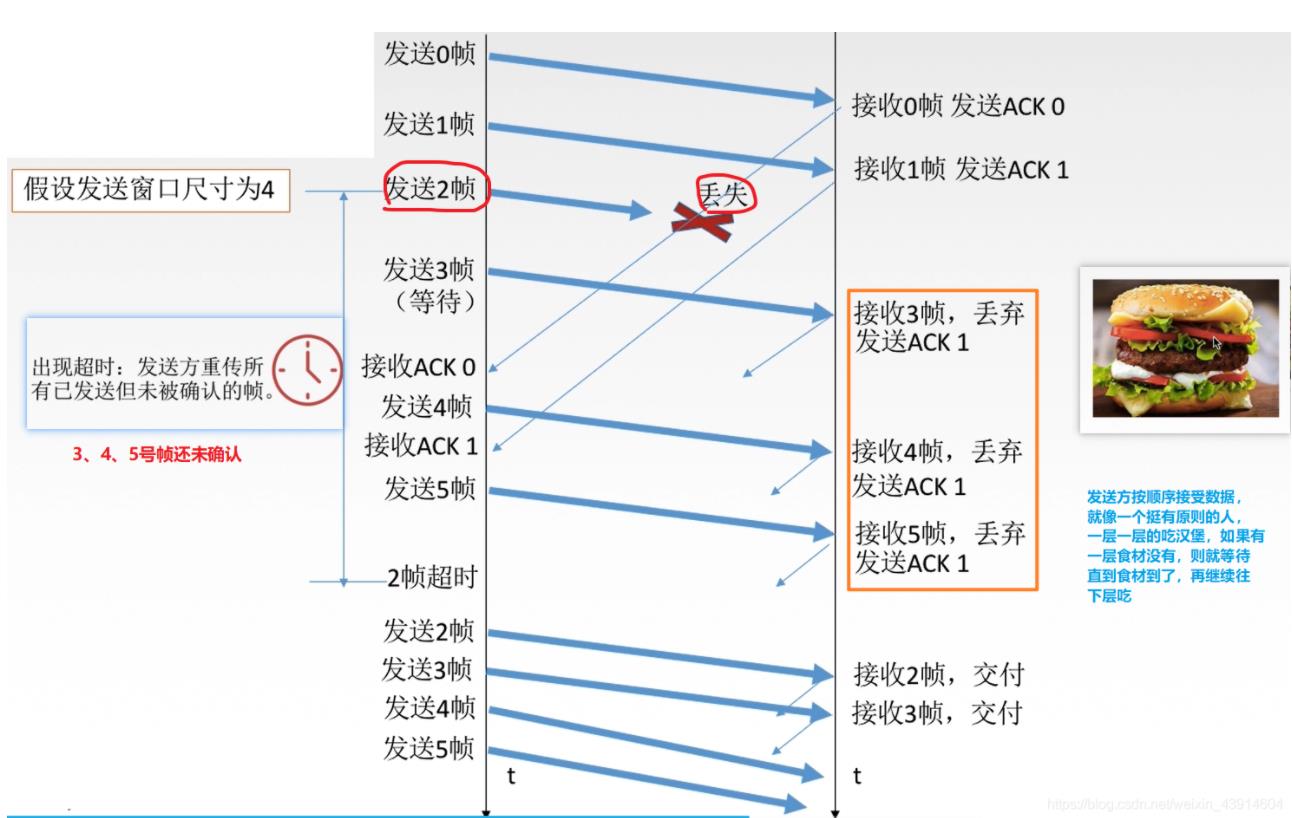 发送0帧
接收0帧 发送ACK 0
发送1帧
接收1帧 发送ACK 1
假设发送窗口尺寸为4
发送2帧
丢失
发送3帧
（等待）
接收3帧，丢弃
发送ACK 1
出现超时：发送方重传所
有已发送但未被确认的帧。
3、4、5号帧还未确认
接收ACK 0
发送4帧
接收ACK 1
接收4帧，丢弃
发送ACK 1
发送5帧
接收5帧，丢弃
发送ACK 1
发送方按顺序接受数据，
就像一个挺有原则的人，
一层一层的吃汉堡，如果有
一层食材没有，则就等待
直到食材到了，再继续往
下层吃
2帧超时
发送2帧
接收2帧，交付
发送3帧
接收3帧，交付
发送4帧
发送5帧
t
t
https://blog.csdn.net/weixin_43914604